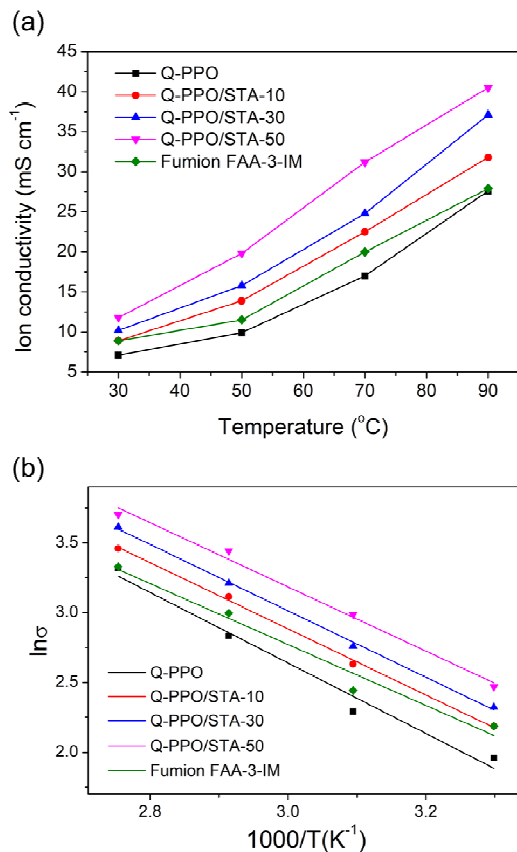 (a)
45
40
35
30
25
20
15
10
5
Ion conductivity (mS cm⁻¹)
Q-PPO
Q-PPO/STA-10
Q-PPO/STA-30
Q-PPO/STA-50
Fumion FAA-3-IM
30 40 50 60 70 80 90
Temperature (°C)
(b)
3.5
3.0
2.5
2.0
lnσ
Q-PPO
Q-PPO/STA-10
Q-PPO/STA-30
Q-PPO/STA-50
Fumion FAA-3-IM
2.8 3.0 3.2
1000/T(K⁻¹)